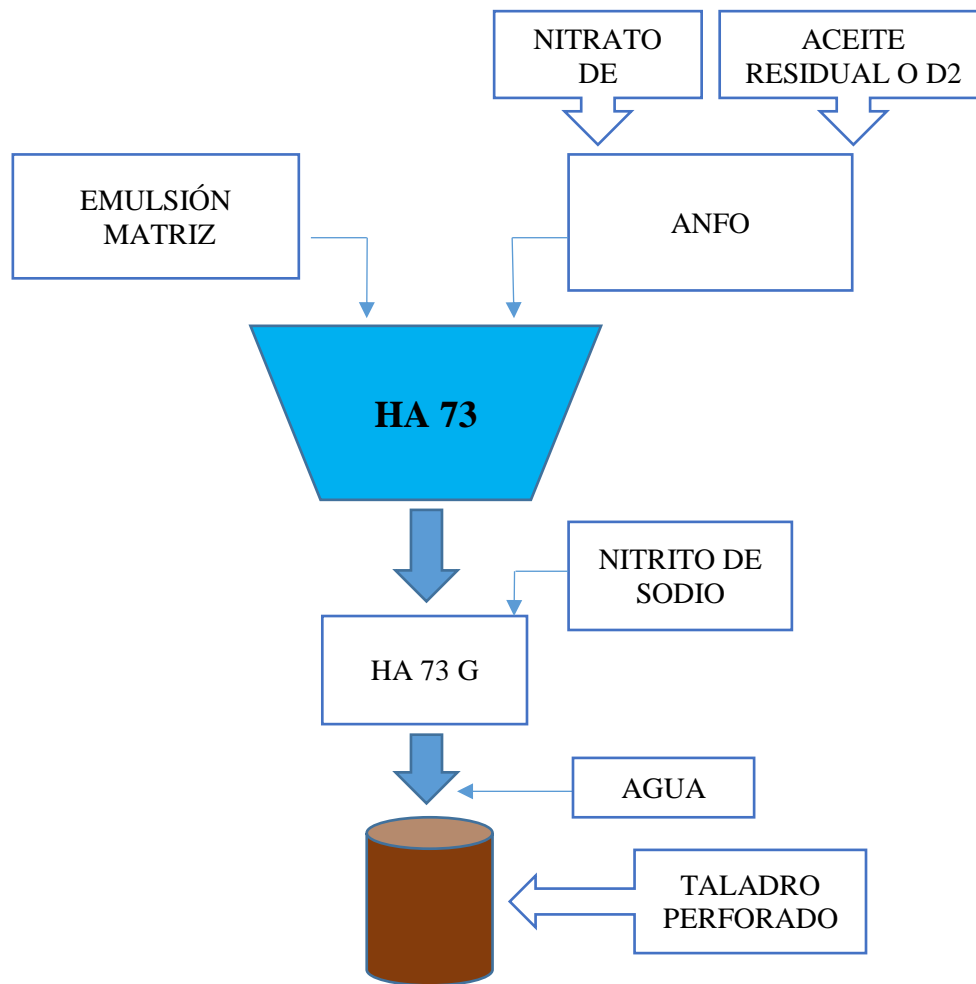 NITRATO
DE
ACEITE
RESIDUAL O D2
EMULSIÓN
MATRIZ
ANFO
HA 73
NITRITO DE
SODIO
HA 73 G
AGUA
TALADRO
PERFORADO